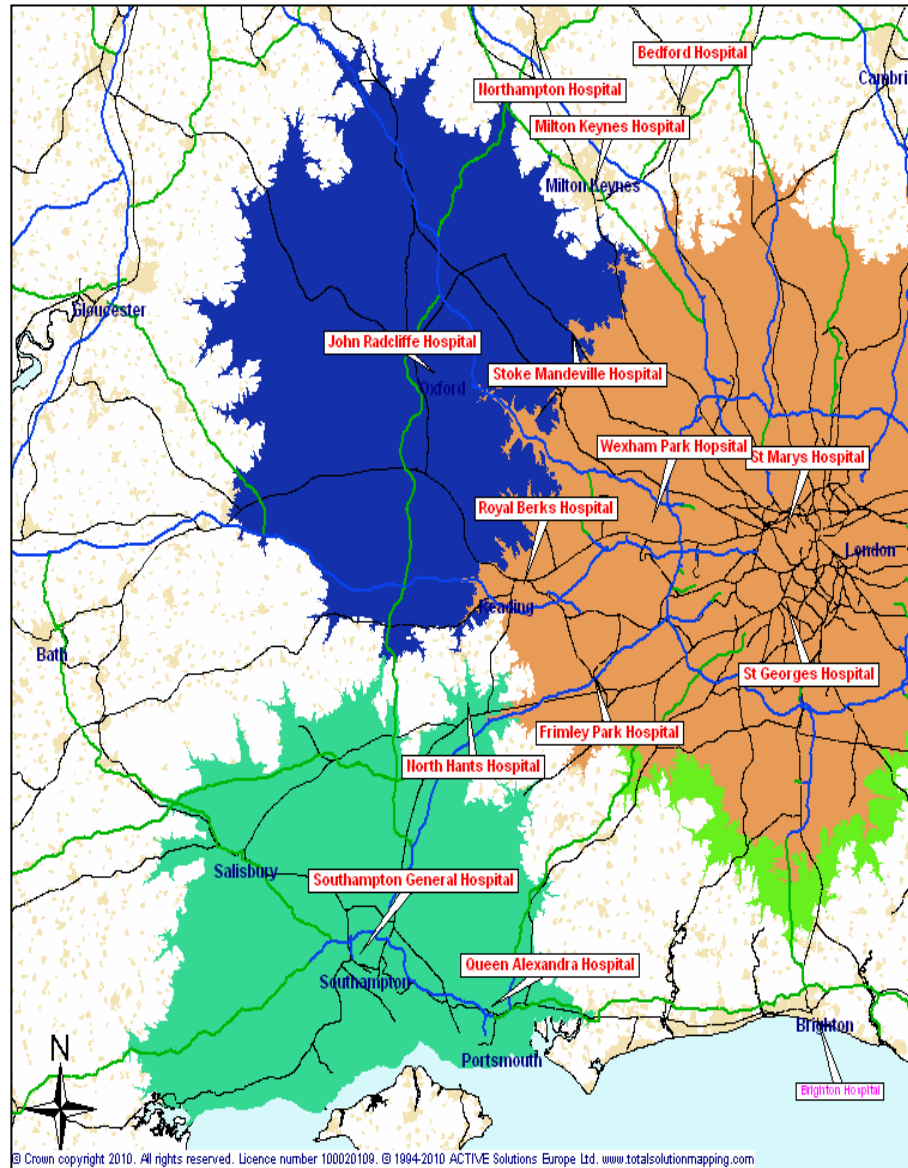 Bedford Hospital
Cambri
Northampton Hospital
Milton Keynes Hospital
Milton Keynes
Gloucester
John Radcliffe Hospital
Oxford
Stoke Mandeville Hospital
Wexham Park Hopsital
St Marys Hospital
Royal Berks Hospital
London
Reading
Bath
St Georges Hospital
Frimley Park Hospital
North Hants Hospital
Salisbury
Southampton General Hospital
Queen Alexandra Hospital
Southampton
Brighton
Portsmouth
N
Brighton Hospital
© Crown copyright 2010. All rights reserved. Licence number 100020109. © 1994-2010 ACTIVE Solutions Europe Ltd. www.totalsolutionmapping.com